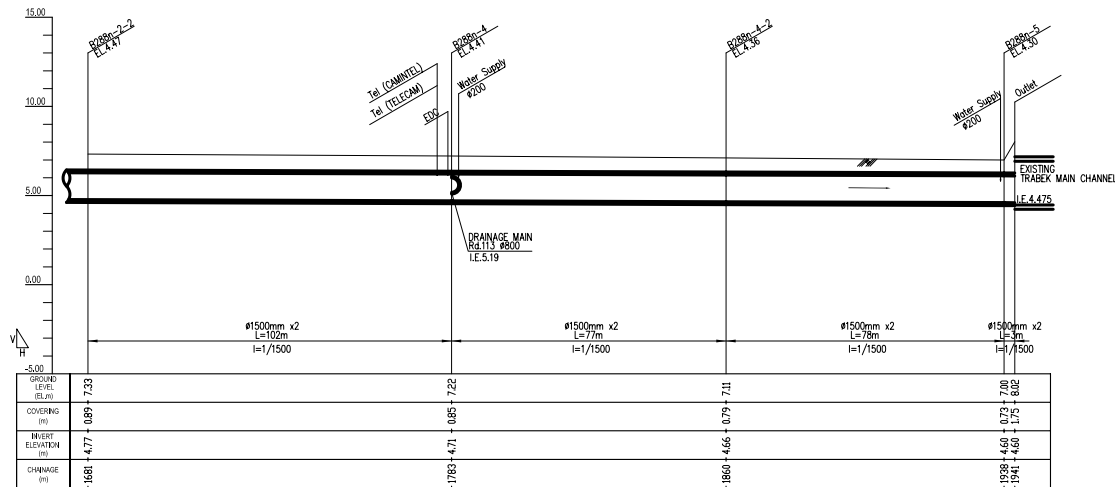 15.00
10.00
5.00
0.00
-5.00
V
H
B288n-2-2
EL.4.47
Tel (CAMINTEL)
Tel (TELECAM)
EDC
B288n-4
EL.4.41
Water Supply
ø200
B288n-4-2
EL.4.36
Water Supply
ø200
B288n-5
EL.4.30
Outlet
EXISTING
TRABEK MAIN CHANNEL
I.E.4.475
DRAINAGE MAIN
Rd.113 ø800
I.E.5.19
ø1500mm x2
L=102m
I=1/1500
ø1500mm x2
L=77m
I=1/1500
ø1500mm x2
L=78m
I=1/1500
ø1500mm x2
L=3m
I=1/1500
GROUND
LEVEL
(EL.m)
7.33 7.22 7.11 7.00 8.02
COVERING
(m)
0.89 0.85 0.79 0.73 1.75
INVERT
ELEVATION
(m)
4.77 4.71 4.66 4.60 4.60
CHAINAGE
(m)
1681 1783 1860 1938 1941